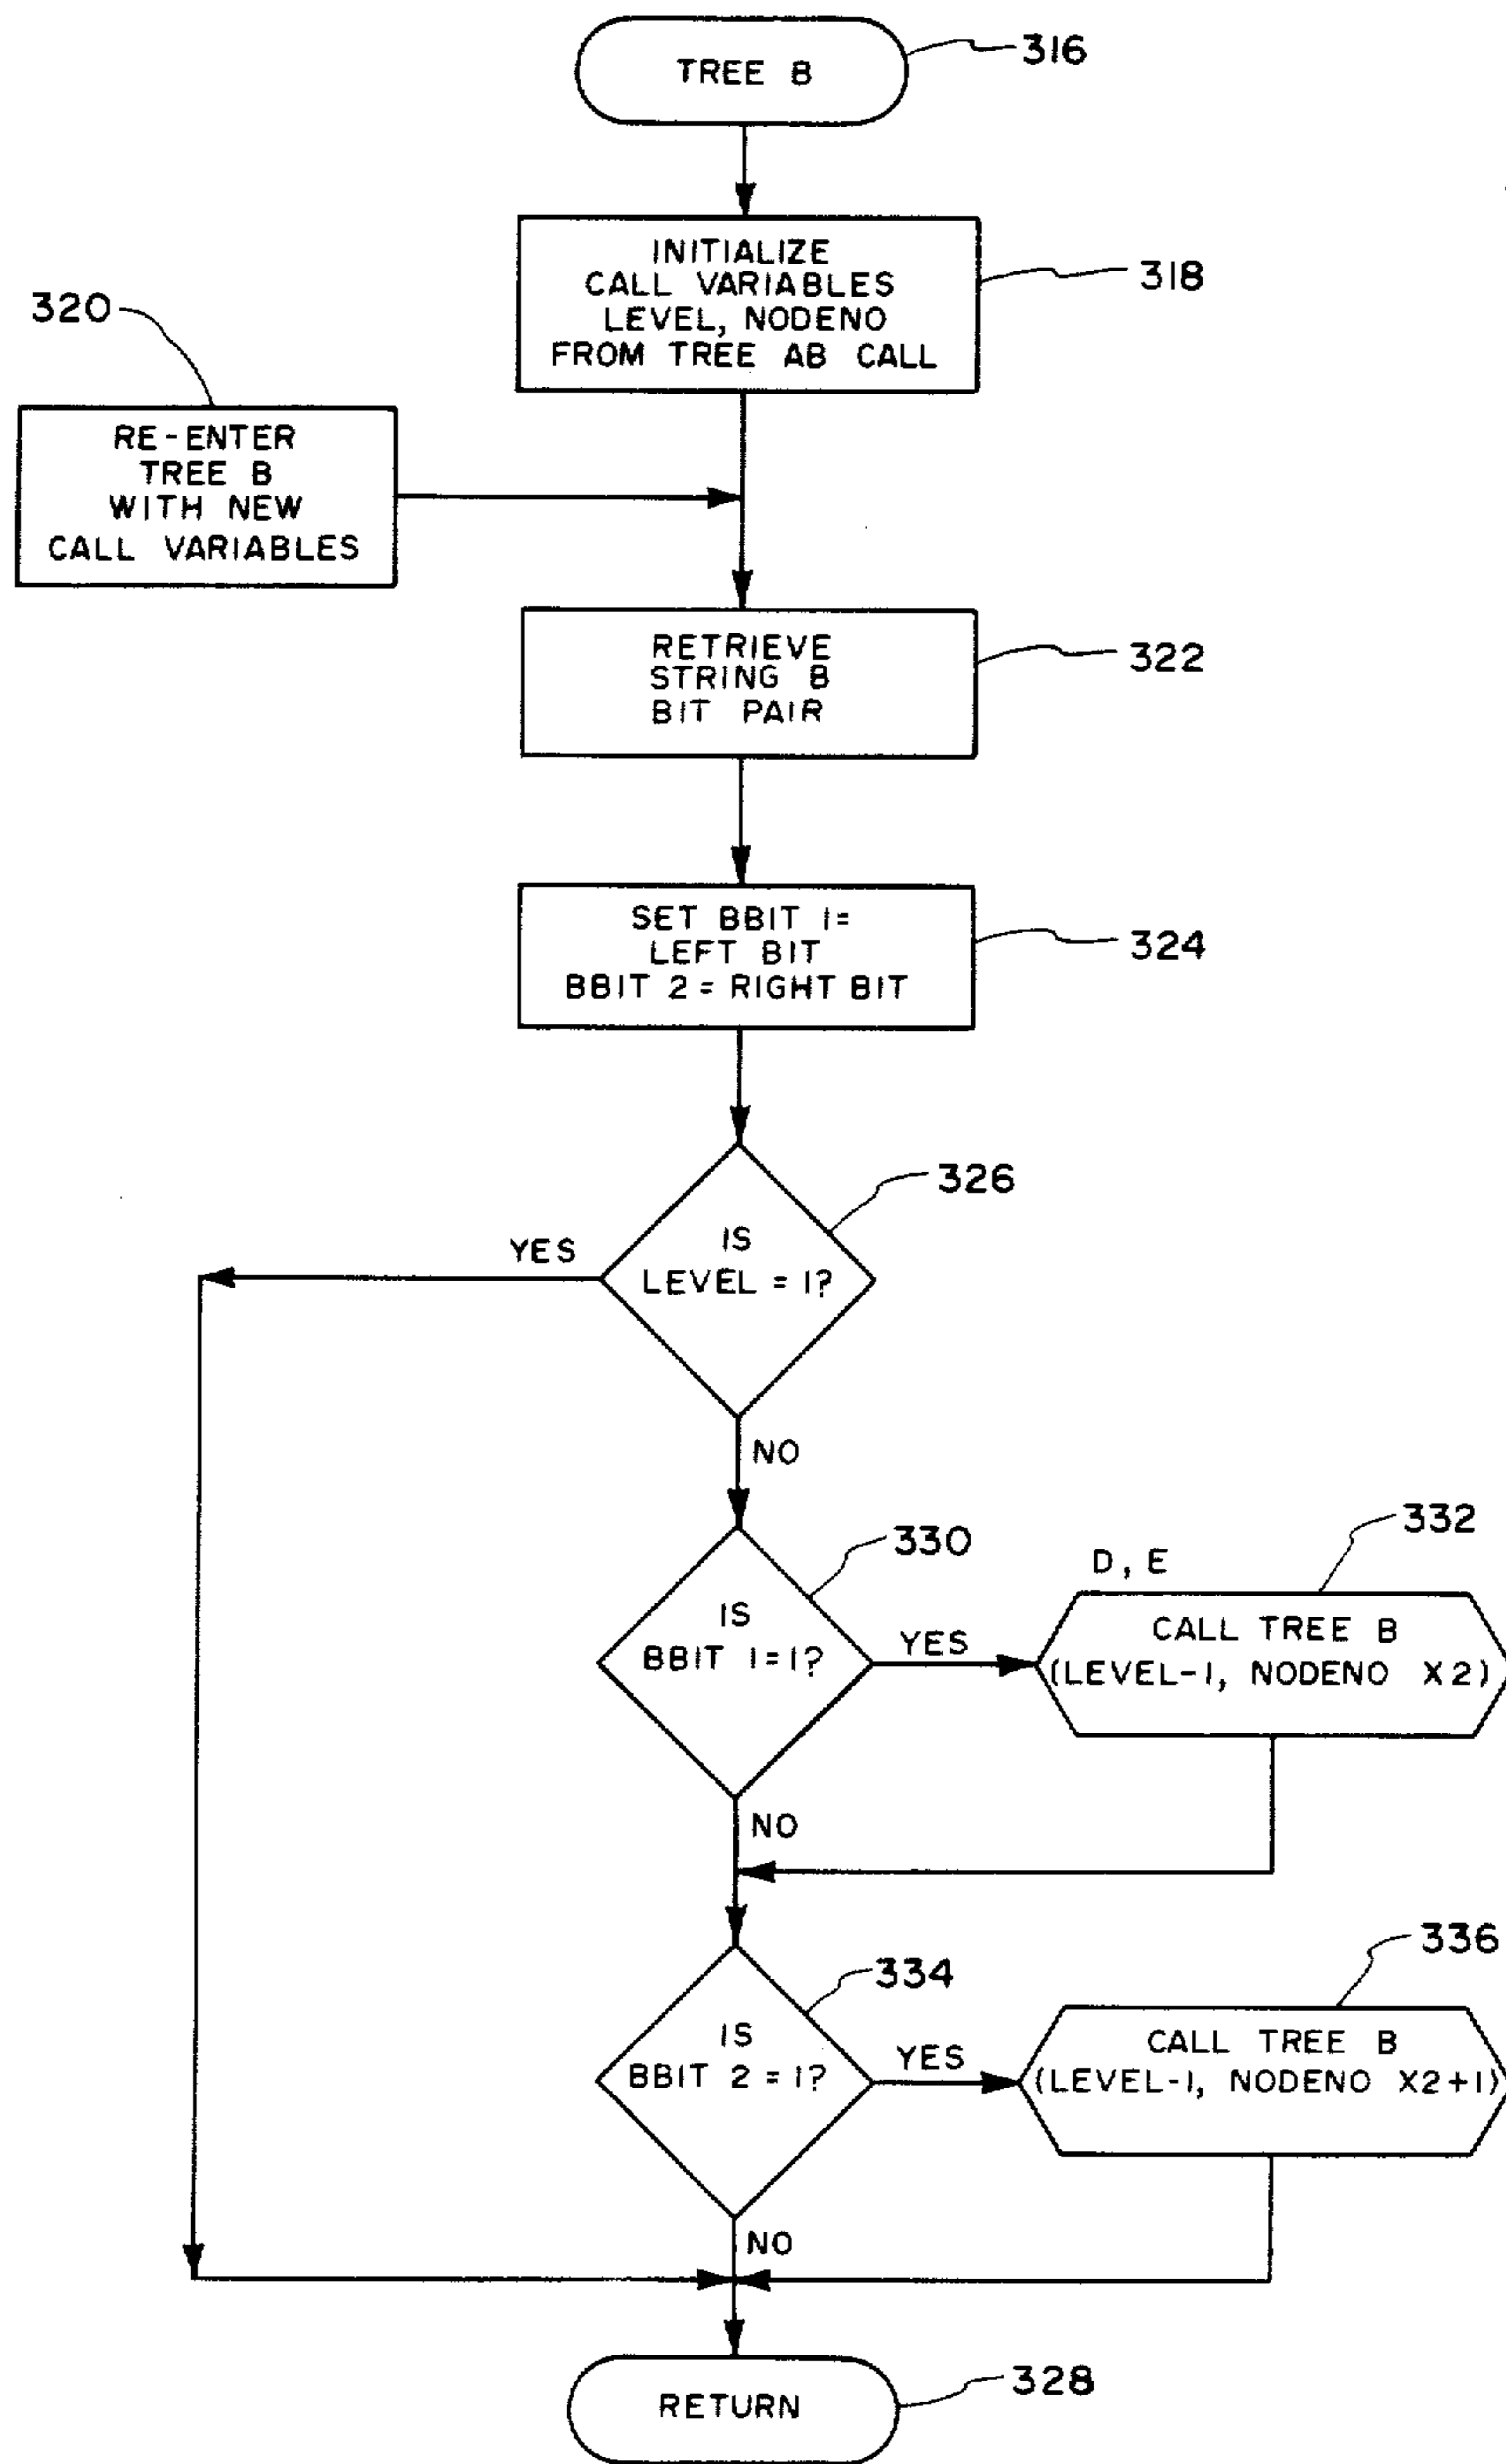 TREE B
316
INITIALIZE
CALL VARIABLES
LEVEL, NODENO
FROM TREE AB CALL
318
320
RE-ENTER
TREE B
WITH NEW
CALL VARIABLES
RETRIEVE
STRING B
BIT PAIR
322
SET BBIT 1=
LEFT BIT
BBIT 2 = RIGHT BIT
324
326
YES
IS
LEVEL = 1?
NO
330
332
D, E
IS
BBIT 1=1?
YES
CALL TREE B
(LEVEL-1, NODENO X2)
NO
334
336
IS
BBIT 2 = 1?
YES
CALL TREE B
(LEVEL-1, NODENO X2+1)
NO
RETURN
328